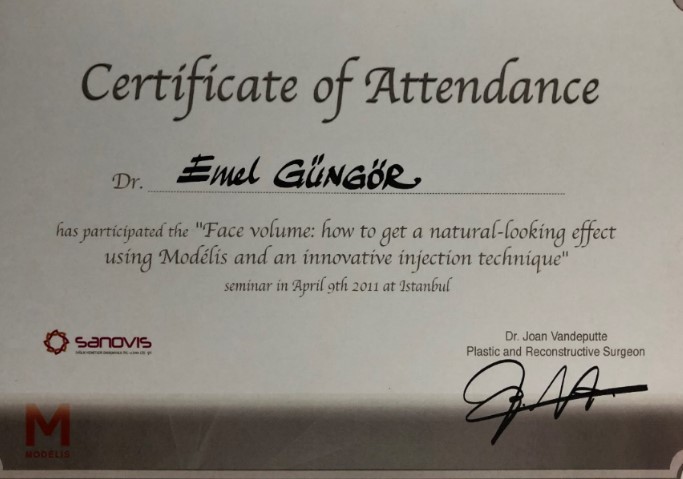 Certificate of Attendance
Dr. Emel GÜNGÖR
has participated the "Face volume: how to get a natural-looking effect
using Modélis and an innovative injection technique"
seminar in April 9th 2011 at Istanbul
sanovis
Dr. Joan Vandeputte
Plastic and Reconstructive Surgeon
M
MODÉLIS